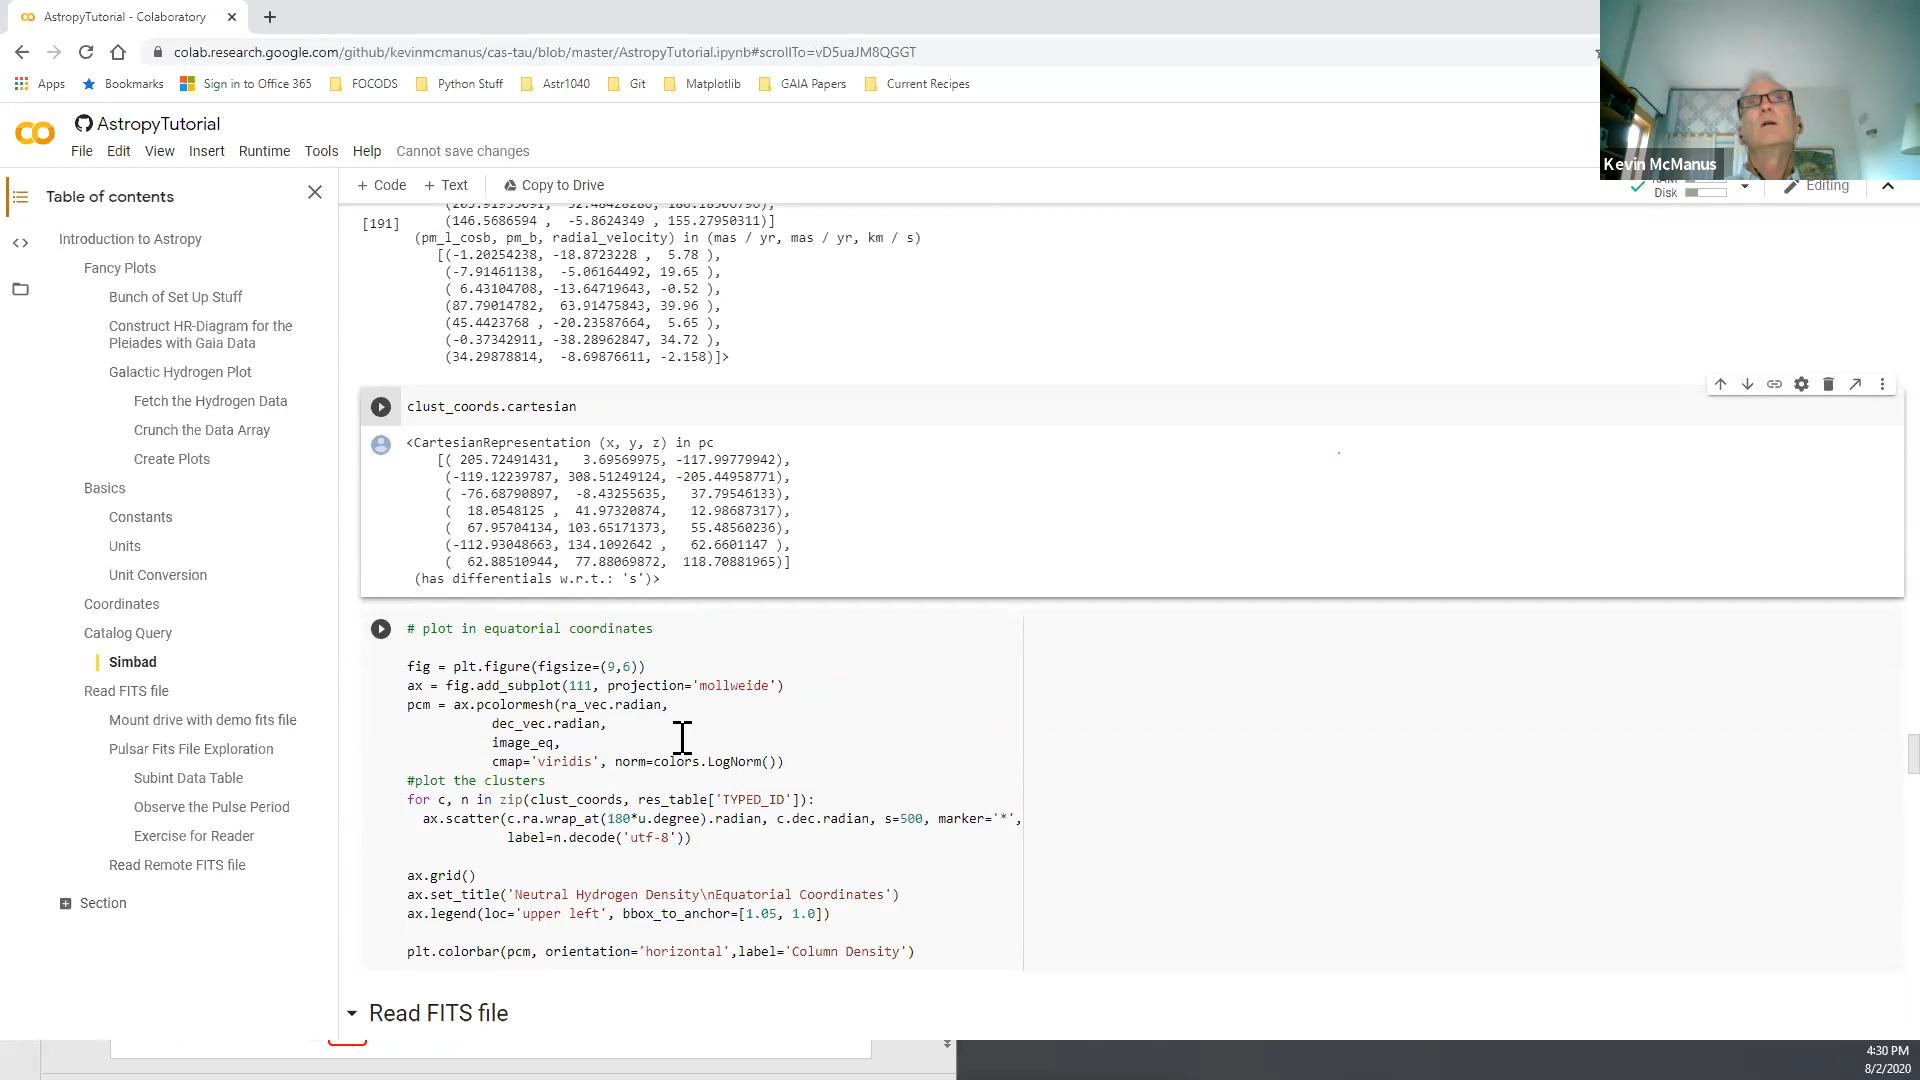 AstropyTutorial - Colaboratory
colab.research.google.com/github/kevinmcmanus/cas-tau/blob/master/AstropyTutorial.ipynb#scrollTo=vD5uaJM8QGGT
Apps Bookmarks Sign in to Office 365 FOCODS Python Stuff Astr1040 Git Matplotlib GAIA Papers Current Recipes
Kevin McManus
AstropyTutorial
File Edit View Insert Runtime Tools Help Cannot save changes
+ Code + Text Copy to Drive
Disk
Editing
Table of contents
Introduction to Astropy
Fancy Plots
Bunch of Set Up Stuff
Construct HR-Diagram for the
Pleiades with Gaia Data
Galactic Hydrogen Plot
Fetch the Hydrogen Data
Crunch the Data Array
Create Plots
Basics
Constants
Units
Unit Conversion
Coordinates
Catalog Query
Simbad
Read FITS file
Mount drive with demo fits file
Pulsar Fits File Exploration
Subint Data Table
Observe the Pulse Period
Exercise for Reader
Read Remote FITS file
Section
[191]
(146.5686594 , -5.8624349 , 155.27950311)]
(pm_l_cosb, pm_b, radial_velocity) in (mas / yr, mas / yr, km / s)
[(-1.20254238, -18.8723228 , 5.78 ),
(-7.91461138, -5.06164492, 19.65 ),
( 6.43104708, -13.64719643, -0.52 ),
(87.79014782, 63.91475843, 39.96 ),
(45.4423768 , -20.23587664, 5.65 ),
(-0.37342911, -38.28962847, 34.72 ),
(34.29878814, -8.69876611, -2.158)]>
clust_coords.cartesian
<CartesianRepresentation (x, y, z) in pc
[( 205.72491431, 3.69569975, -117.99779942),
(-119.12239787, 308.51249124, -205.44958771),
( -76.68790897, -8.43255635, 37.79546133),
( 18.0548125 , 41.97320874, 12.98687317),
( 67.95704134, 103.65171373, 55.48560236),
(-112.93048663, 134.1092642 , 62.6601147 ),
( 62.88510944, 77.88069872, 118.70881965)]
(has differentials w.r.t.: 's')>
# plot in equatorial coordinates
fig = plt.figure(figsize=(9,6))
ax = fig.add_subplot(111, projection='mollweide')
pcm = ax.pcolormesh(ra_vec.radian,
dec_vec.radian,
image_eq,
cmap='viridis', norm=colors.LogNorm())
#plot the clusters
for c, n in zip(clust_coords, res_table['TYPED_ID']):
ax.scatter(c.ra.wrap_at(180*u.degree).radian, c.dec.radian, s=500, marker='*',
label=n.decode('utf-8'))
ax.grid()
ax.set_title('Neutral Hydrogen Density\nEquatorial Coordinates')
ax.legend(loc='upper left', bbox_to_anchor=[1.05, 1.0])
plt.colorbar(pcm, orientation='horizontal',label='Column Density')
Read FITS file
4:30 PM
8/2/2020